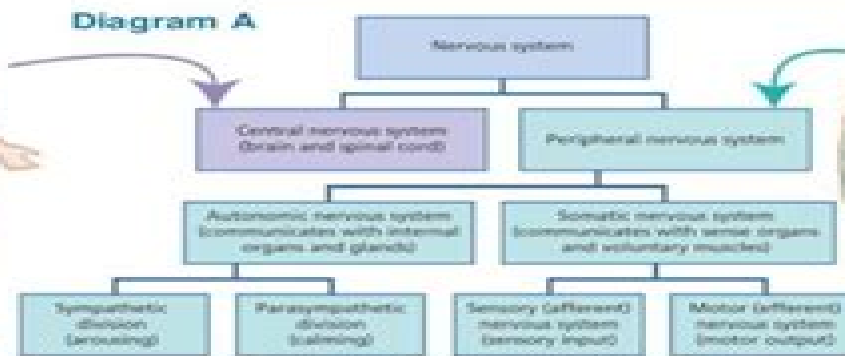 Diagram A
Nervous system
Central nervous system
(brain and spinal cord)
Peripheral nervous system
Autonomic nervous system
(communicates with internal
organs and glands)
Somatic nervous system
(communicates with sense organs
and voluntary muscles)
Sympathetic
division
(arousing)
Parasympathetic
division
(calming)
Sensory (afferent)
nervous system
(sensory input)
Motor (efferent)
nervous system
(motor output)